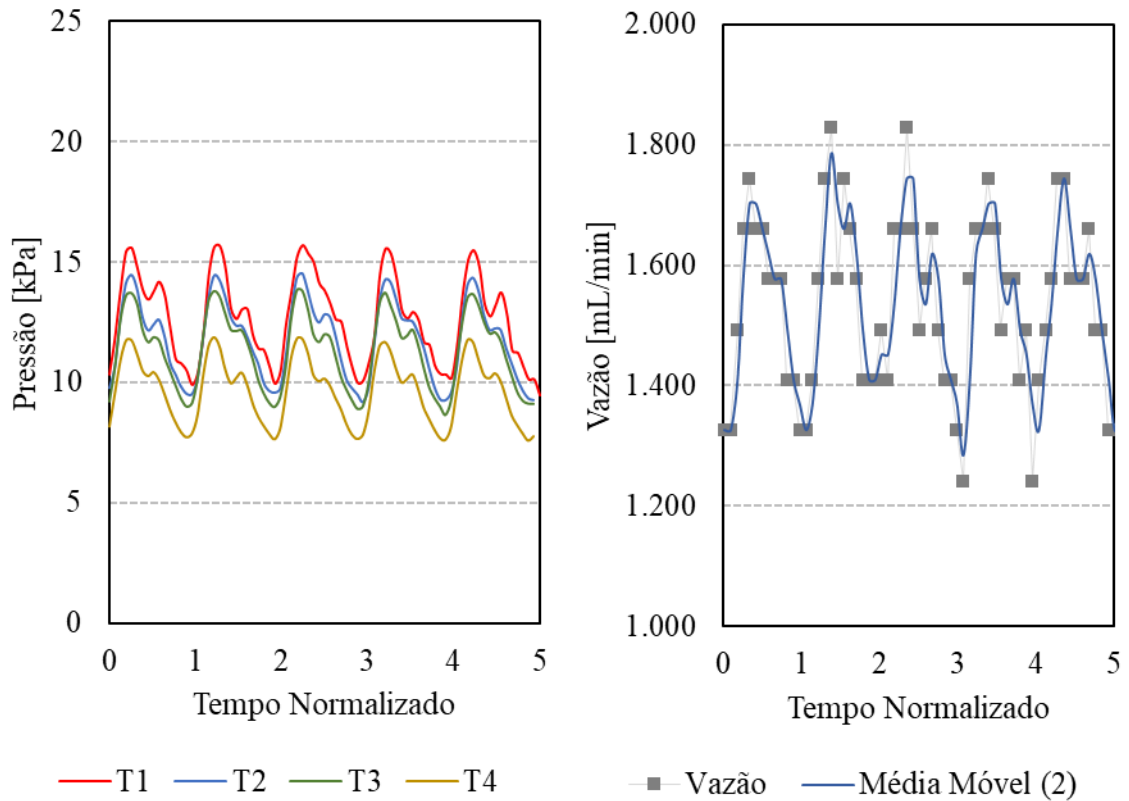 Pressão [kPa]
25
20
15
10
5
0
0 1 2 3 4 5
Tempo Normalizado
T1 T2 T3 T4
Vazão [mL/min]
2.000
1.800
1.600
1.400
1.200
1.000
0 1 2 3 4 5
Tempo Normalizado
Vazão Média Móvel (2)